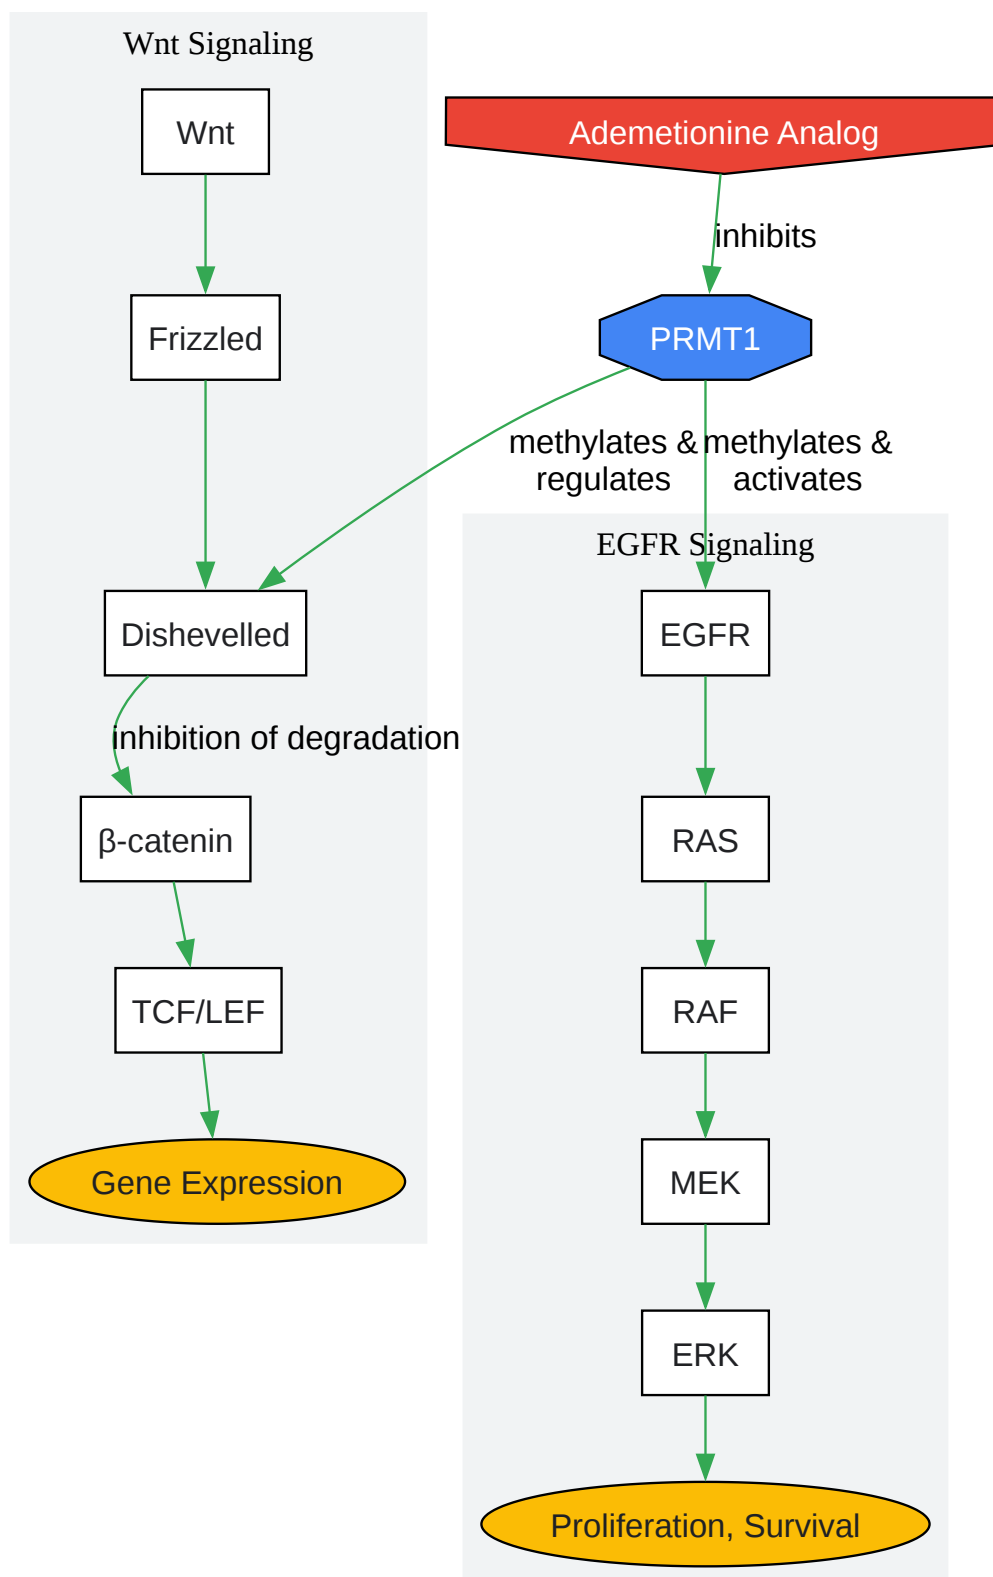 Wnt Signaling
Wnt
Ademetionine Analog
inhibits
Frizzled
PRMT1
methylates &
regulates
methylates &
activates
EGFR Signaling
Dishevelled
EGFR
inhibition of degradation
β-catenin
RAS
TCF/LEF
RAF
Gene Expression
MEK
ERK
Proliferation, Survival